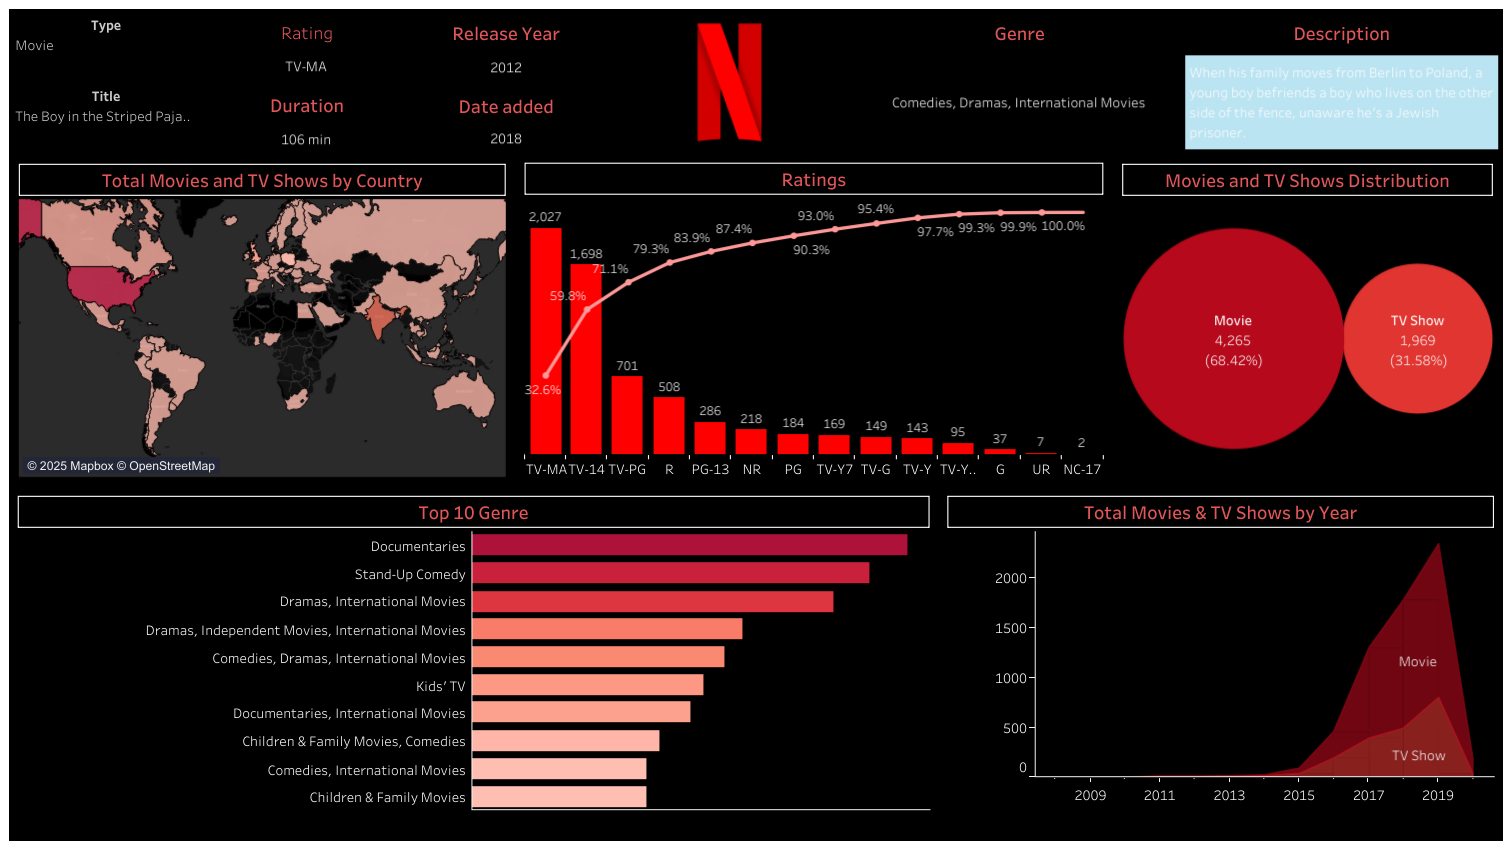 Type
Movie
Title
The Boy in the Striped Paja..
Rating
TV-MA
Duration
106 min
Release Year
2012
Date added
2018
Genre
Comedies, Dramas, International Movies
Description
When his family moves from Berlin to Poland, a
young boy befriends a boy who lives on the other
side of the fence, unaware he's a Jewish
prisoner.
Total Movies and TV Shows by Country
© 2025 Mapbox © OpenStreetMap
Ratings
2,027
1,698
701
508
286
218
184
169
149
143
95
37
7
2
32.6%
59.8%
71.1%
79.3%
83.9%
87.4%
90.3%
93.0%
95.4%
97.7%
99.3%
99.9%
100.0%
TV-MA
TV-14
TV-PG
R
PG-13
NR
PG
TV-Y7
TV-G
TV-Y
TV-Y..
G
UR
NC-17
Movies and TV Shows Distribution
Movie
4,265
(68.42%)
TV Show
1,969
(31.58%)
Top 10 Genre
Documentaries
Stand-Up Comedy
Dramas, International Movies
Dramas, Independent Movies, International Movies
Comedies, Dramas, International Movies
Kids' TV
Documentaries, International Movies
Children & Family Movies, Comedies
Comedies, International Movies
Children & Family Movies
Total Movies & TV Shows by Year
2000
1500
1000
500
0
Movie
TV Show
2009
2011
2013
2015
2017
2019